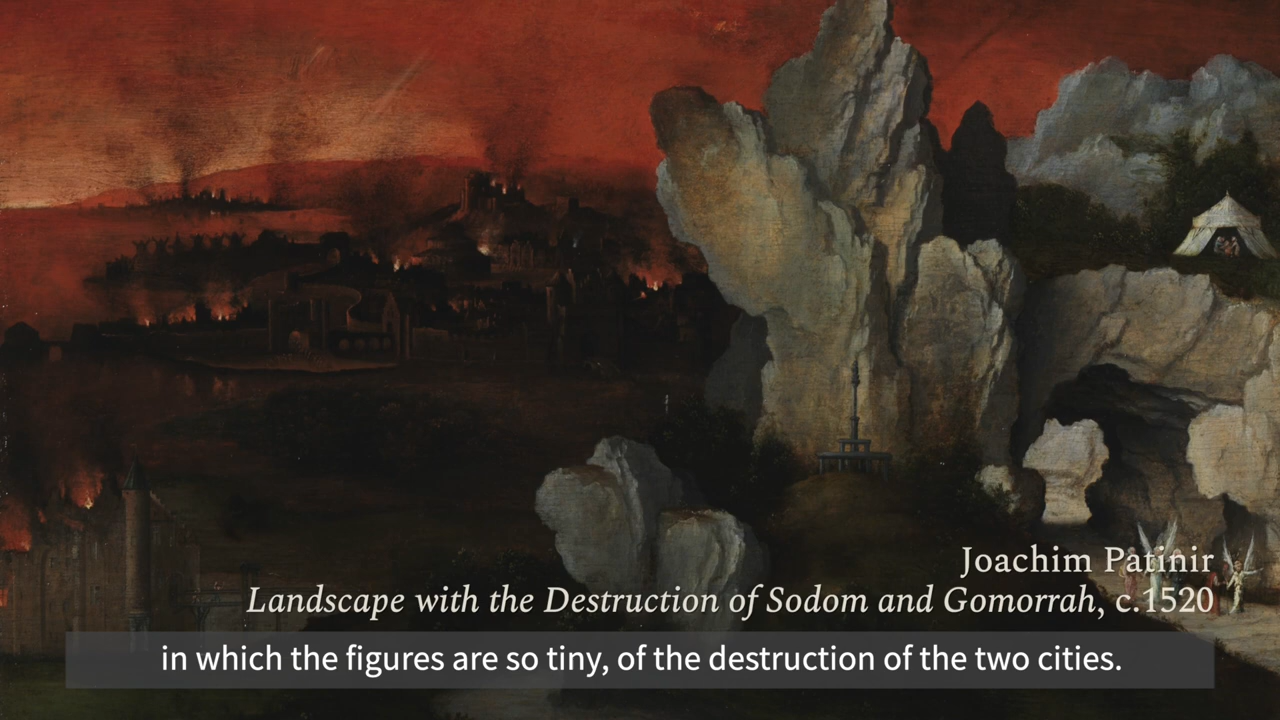 Joachim Patinir
Landscape with the Destruction of Sodom and Gomorrah, c.1520
in which the figures are so tiny, of the destruction of the two cities.